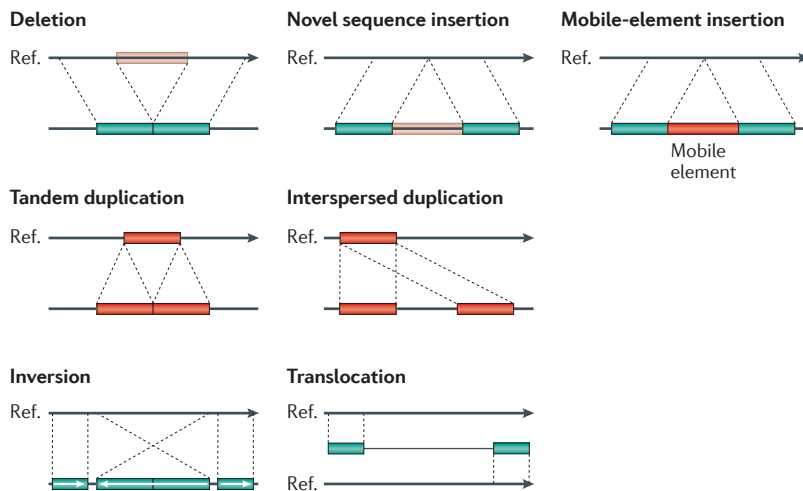 Deletion
Novel sequence insertion
Mobile-element insertion
Ref.
Ref.
Ref.
Mobile
element
Tandem duplication
Interspersed duplication
Ref.
Ref.
Inversion
Translocation
Ref.
Ref.
Ref.